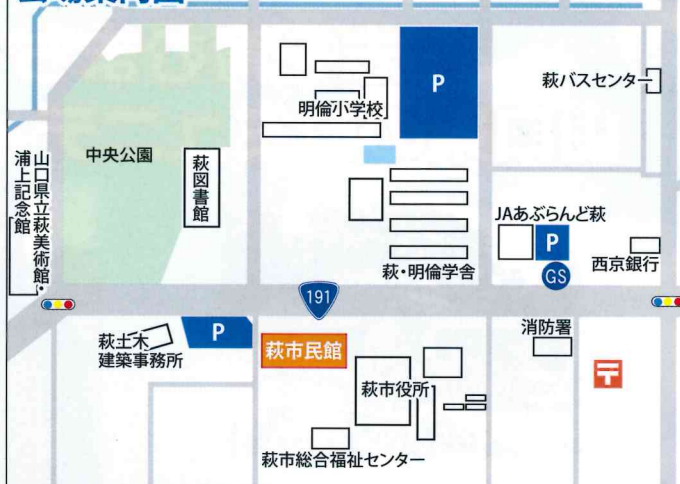 P
萩バスセンター
明倫小学校
中央公園
萩図書館
山口県立萩美術館・
浦上記念館
JAあぶらんど萩
P
GS
西京銀行
萩・明倫学舎
191
消防署
萩土木
建築事務所
P
萩市民館
萩市役所
萩市総合福祉センター